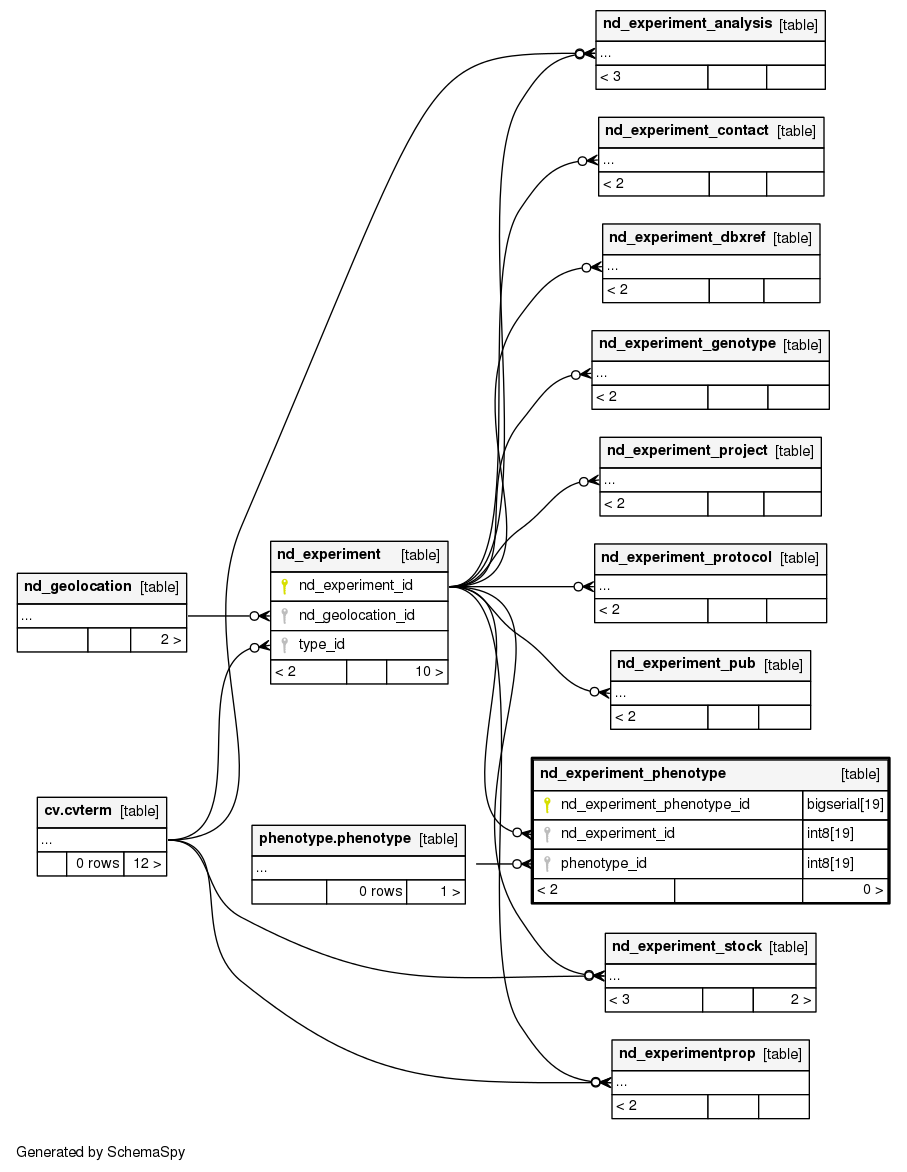 nd_experiment_analysis [table]
...
< 3
nd_experiment_contact [table]
...
< 2
nd_experiment_dbxref [table]
...
< 2
nd_experiment_genotype [table]
...
< 2
nd_experiment_project [table]
...
< 2
nd_experiment [table]
nd_experiment_id
nd_geolocation_id
type_id
< 2 10 >
nd_geolocation [table]
...
2 >
nd_experiment_protocol [table]
...
< 2
nd_experiment_pub [table]
...
< 2
nd_experiment_phenotype [table]
nd_experiment_phenotype_id bigserial[19]
nd_experiment_id int8[19]
phenotype_id int8[19]
< 2 0 >
cv.cvterm [table]
...
0 rows 12 >
phenotype.phenotype [table]
...
0 rows 1 >
nd_experiment_stock [table]
...
< 3 2 >
nd_experimentprop [table]
...
< 2
Generated by SchemaSpy